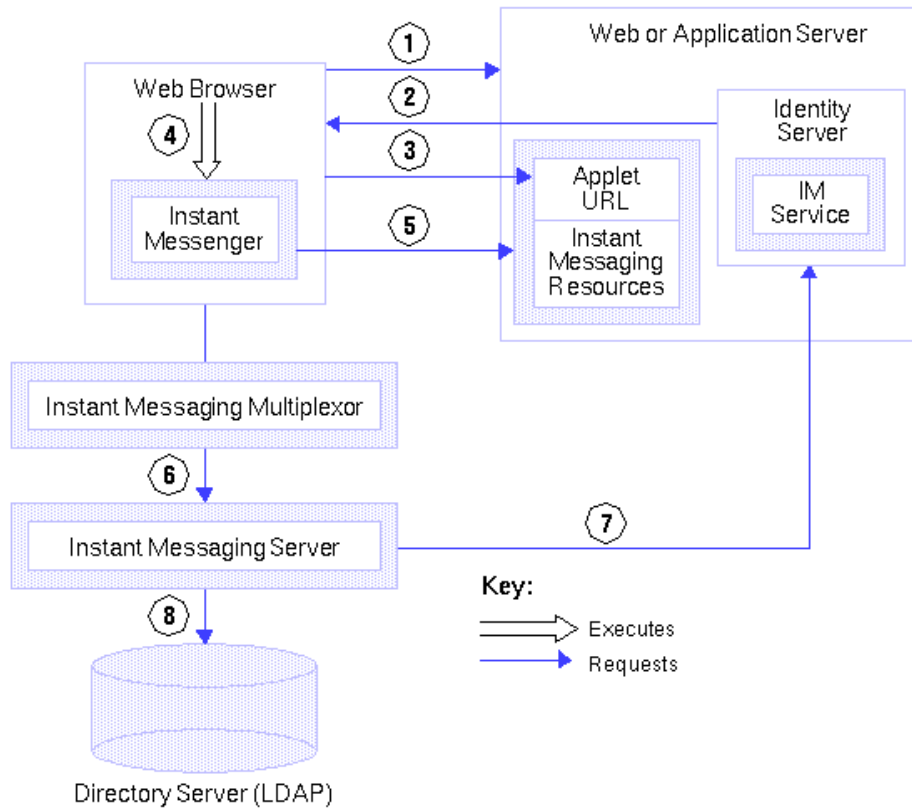 Web or Application Server
1
Web Browser
2
Identity
Server
4
3
Applet
URL
IM
Service
Instant
Messenger
5
Instant
Messaging
Resources
Instant Messaging Multiplexor
6
Instant Messaging Server
7
8
Key:
Executes
Requests
Directory Server (LDAP)